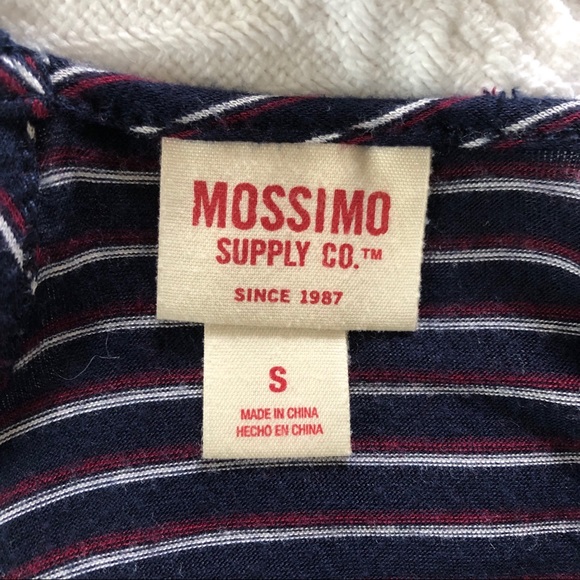 MOSSIMO
SUPPLY CO.™
SINCE 1987
S
MADE IN CHINA
HECHO EN CHINA